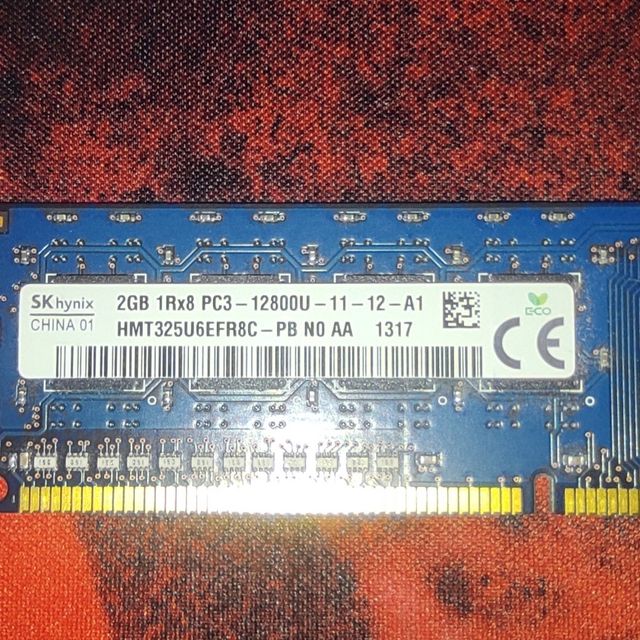 SK hynix 2GB 1Rx8 PC3-12800U-11-12-A1
CHINA 01 HMT325U6EFR8C-PB N0 AA 1317
ECO
CE